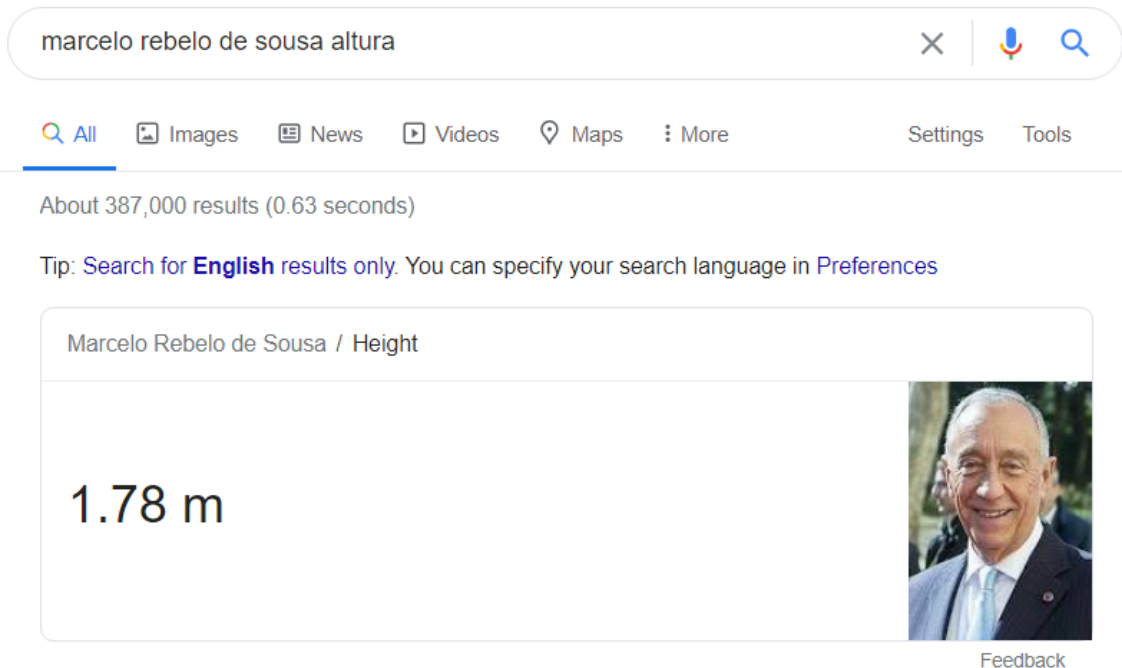 marcelo rebelo de sousa altura
All Images News Videos Maps More Settings Tools
About 387,000 results (0.63 seconds)
Tip: Search for English results only. You can specify your search language in Preferences
Marcelo Rebelo de Sousa / Height
1.78 m
Feedback